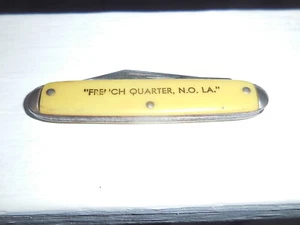 "FRENCH QUARTER, N.O. LA."